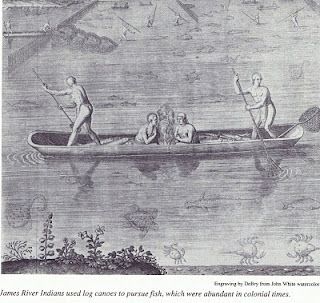 Engraving by DeBry from John White watercolor
James River Indians used log canoes to pursue fish, which were abundant in colonial times.